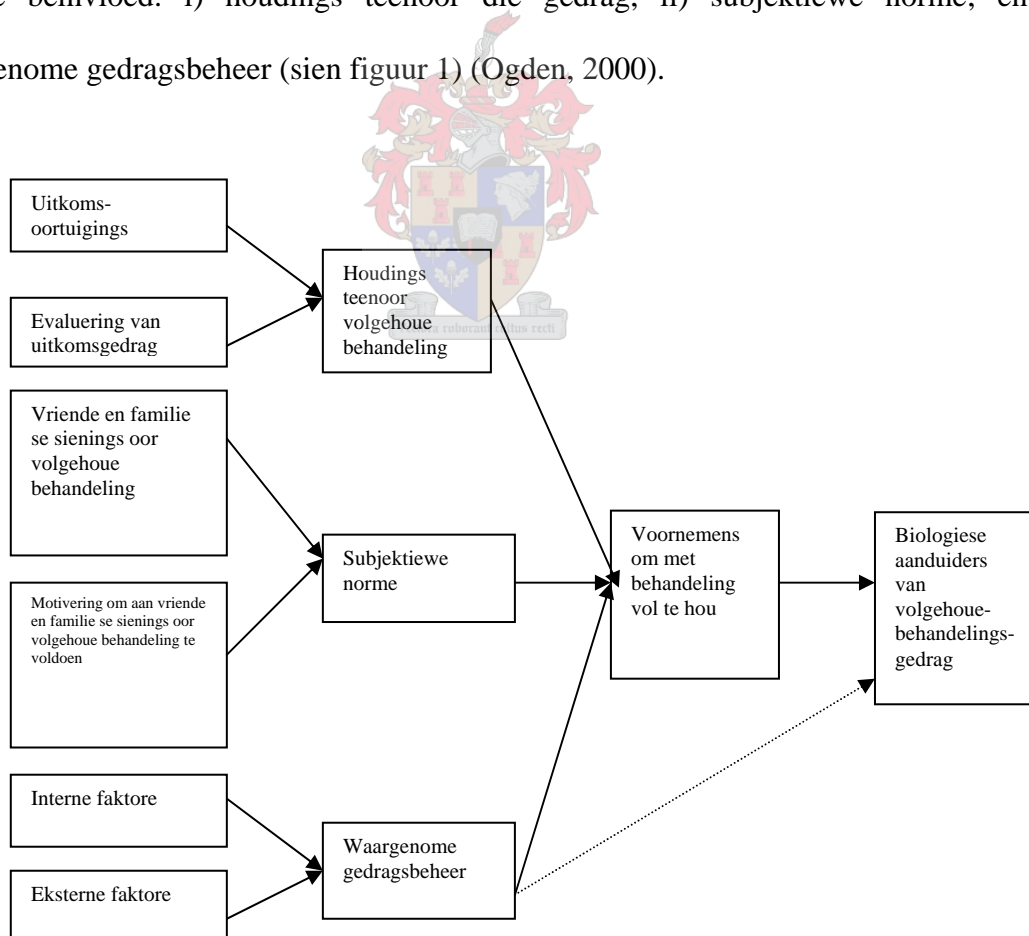 beïnvloed: i) houdings teenoor die gedrag, ii) subjektiewe norme, en
gedragsbeheer (sien figuur 1) (Ogden, 2000).
Uitkoms-
oortuigings
Evaluering van
uitkomsgedrag
Houdings
teenoor
volgehoue
behandeling
Vriende en familie
se sienings oor
volgehoue
behandeling
Motivering om aan vriende
en familie se sienings oor
volgehoue behandeling te
voldoen
Subjektiewe
norme
Voornemens
om met
behandeling
vol te hou
Biologiese
aanduiders
van
volgehoue-
behandelings-
gedrag
Interne faktore
Eksterne faktore
Waargenome
gedragsbeheer